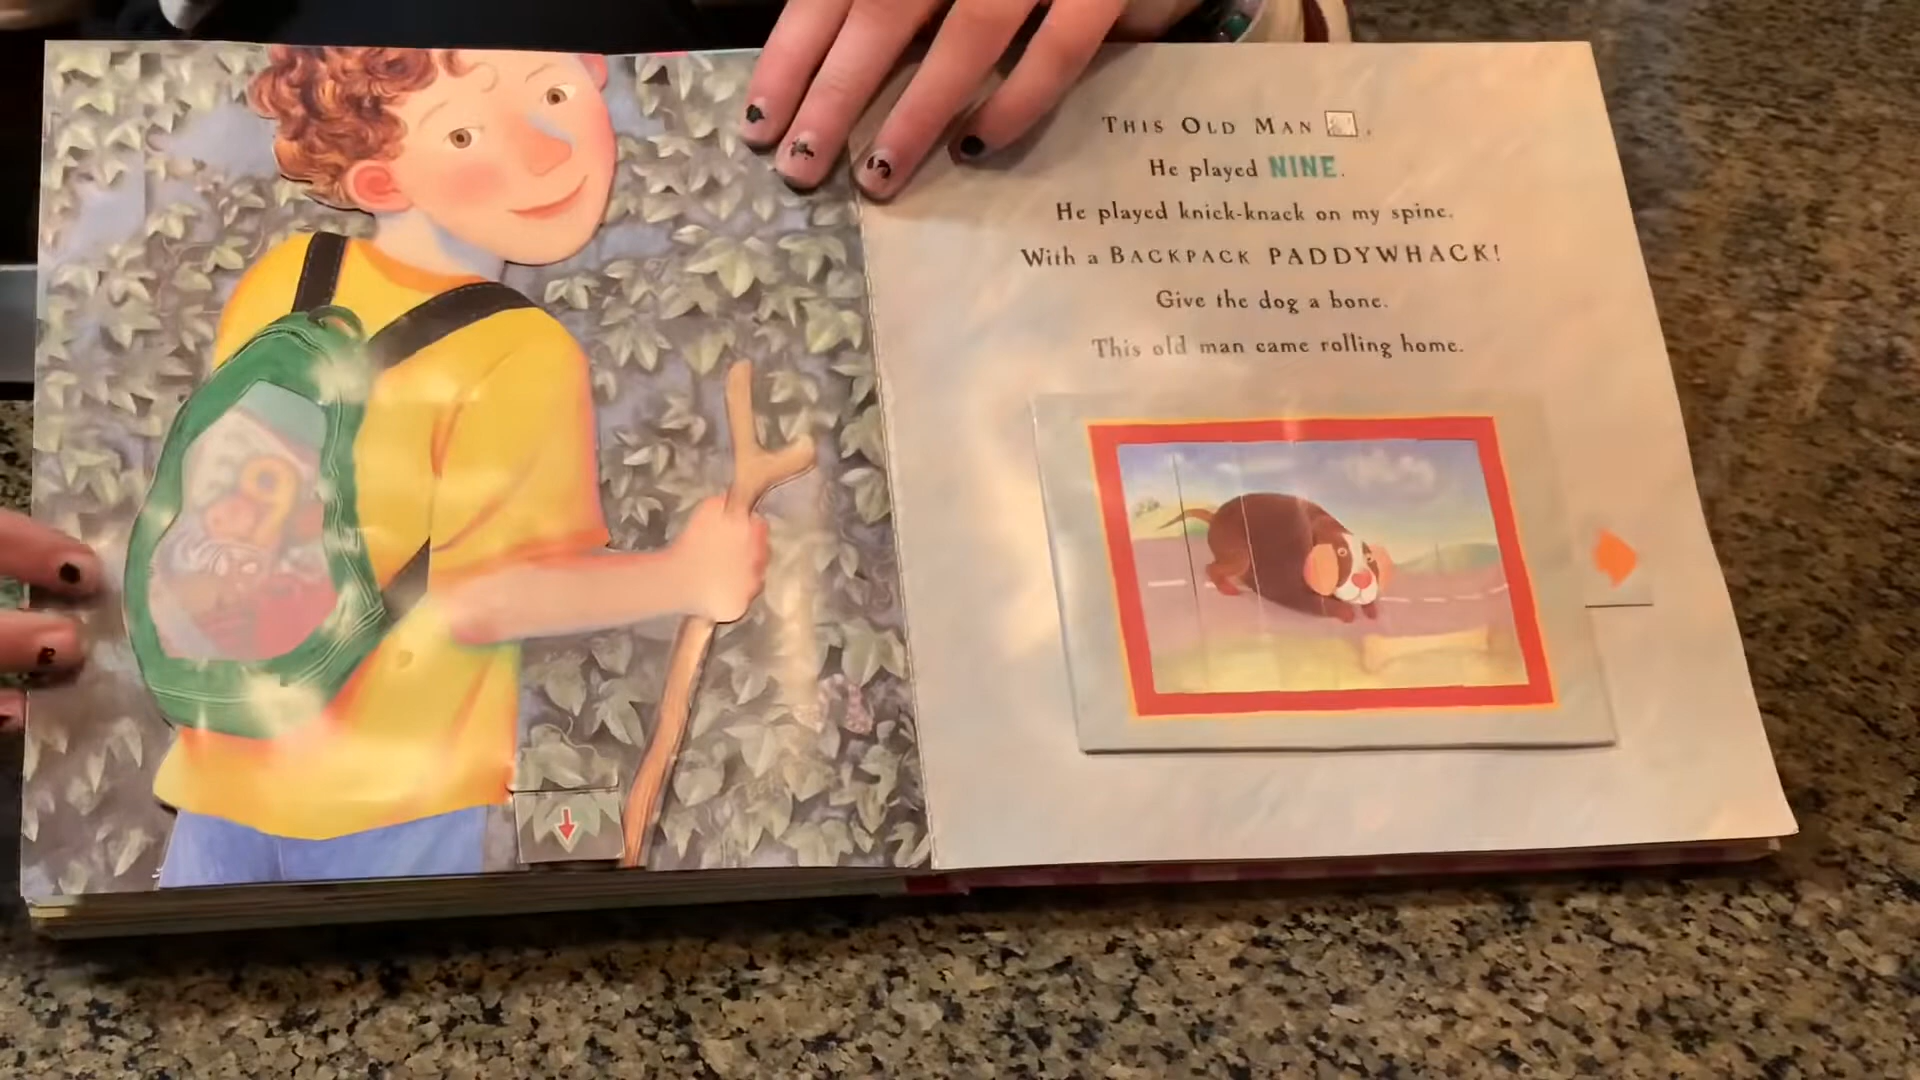 9
THIS OLD MAN ,
He played NINE.
He played knick-knack on my spine.
With a BACKPACK PADDYWHACK!
Give the dog a bone.
This old man came rolling home.